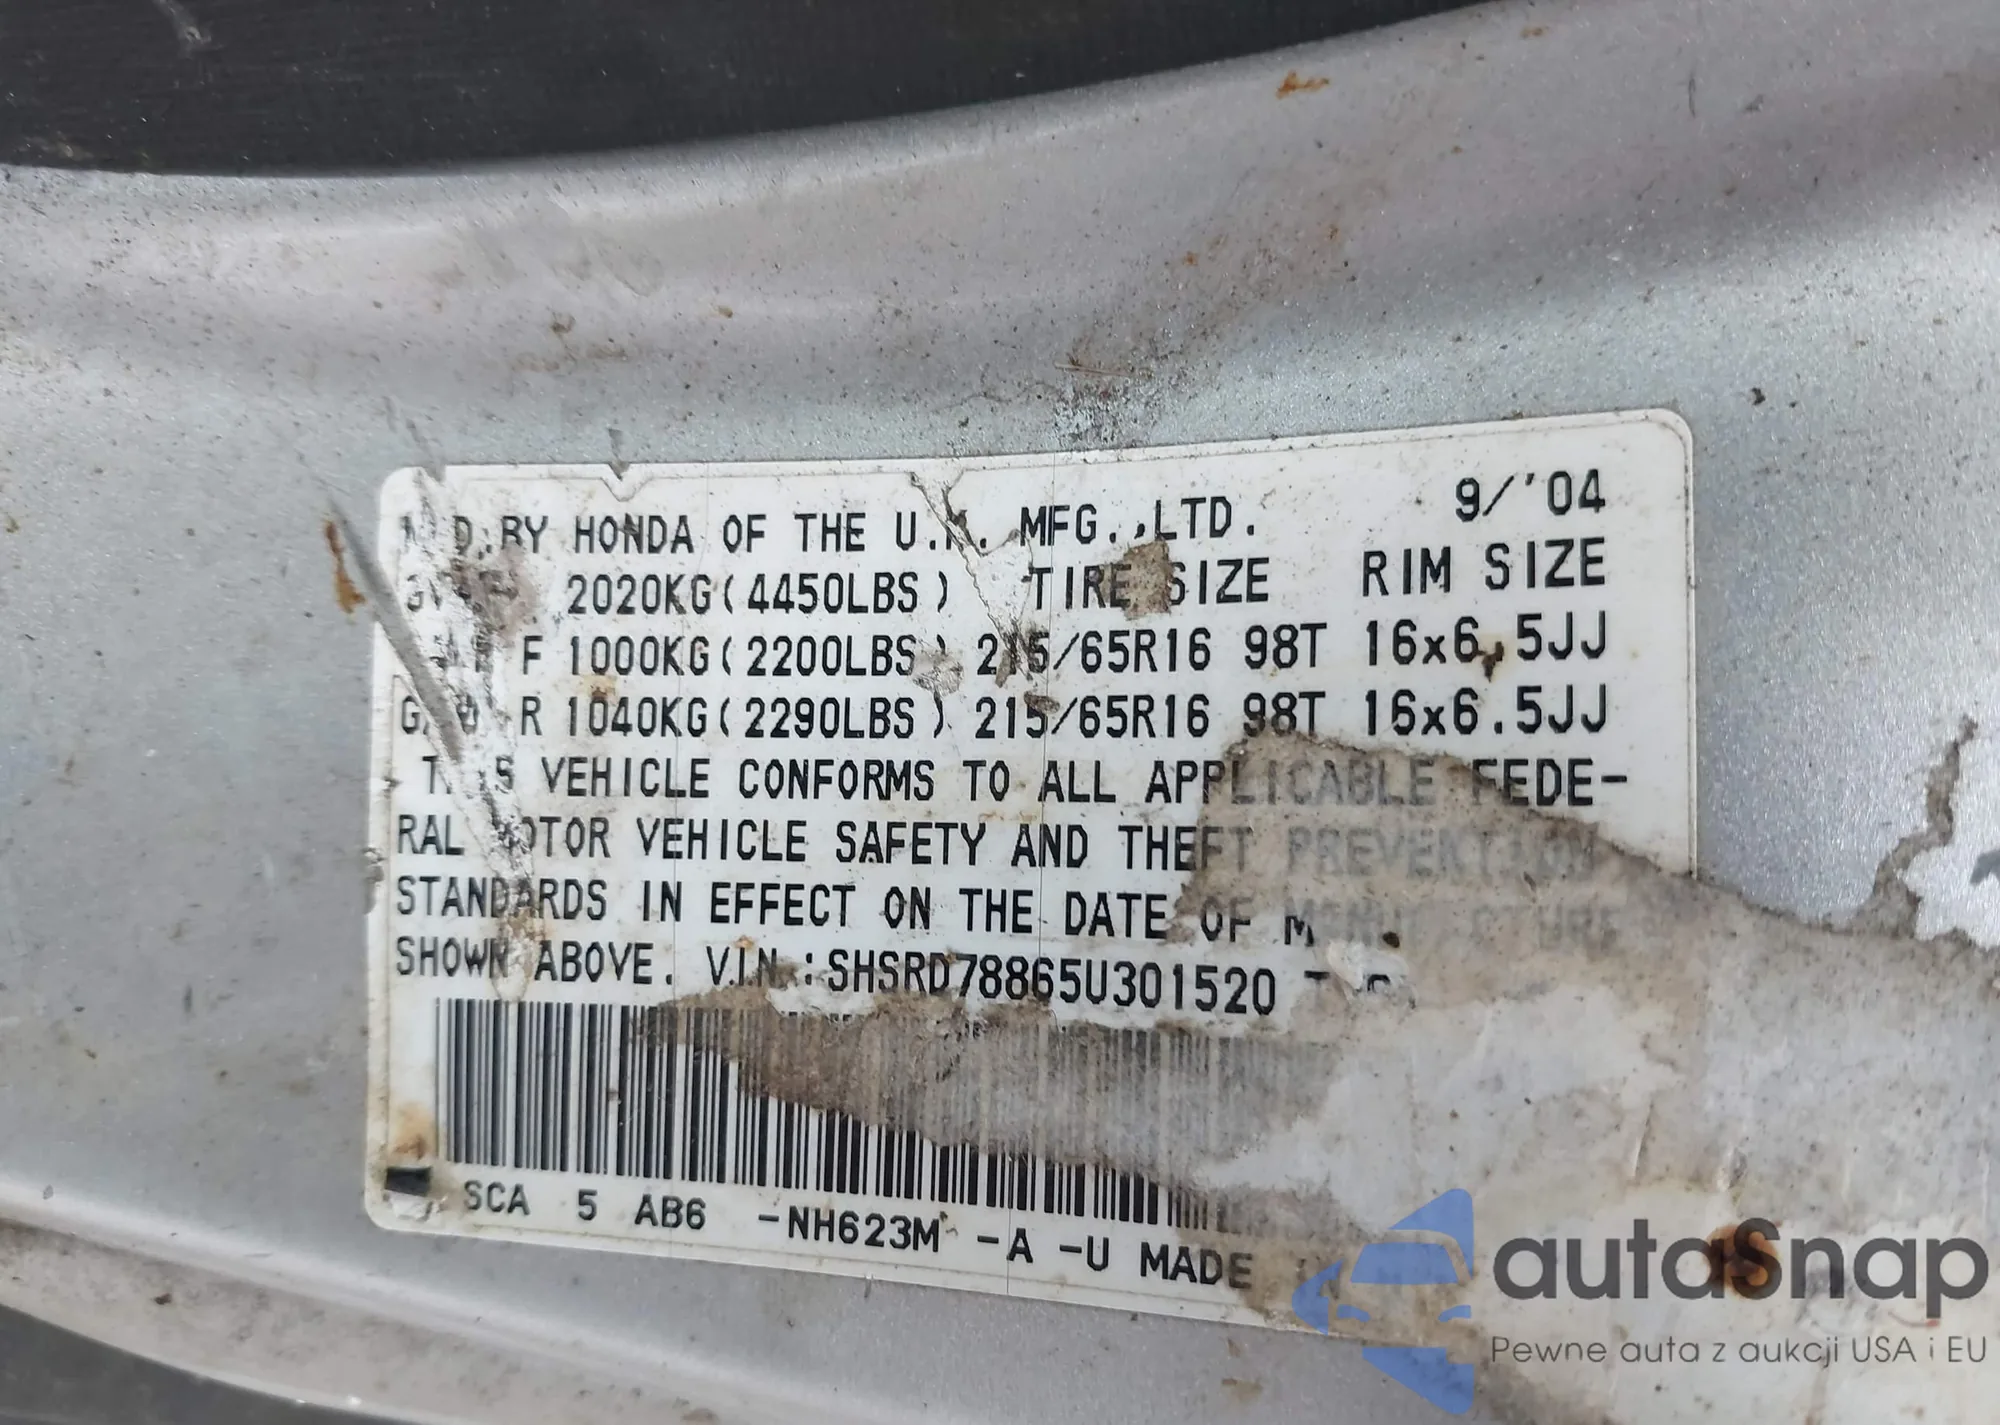 BY HONDA OF THE U.K. MFG.,LTD. 9/'04
2020KG(4450LBS) TIRE SIZE RIM SIZE
F 1000KG(2200LBS) 215/65R16 98T 16x6.5JJ
R 1040KG(2290LBS) 215/65R16 98T 16x6.5JJ
THIS VEHICLE CONFORMS TO ALL APPLICABLE FEDE-
RAL MOTOR VEHICLE SAFETY AND THEFT PREVENTION
STANDARDS IN EFFECT ON THE DATE OF MANUFACTURE
SHOWN ABOVE. V.I.N.:SHSRD78865U301520
SCA 5 AB6 -NH623M -A -U MADE IN
autaSnap
Pewne auta z aukcji USA i EU